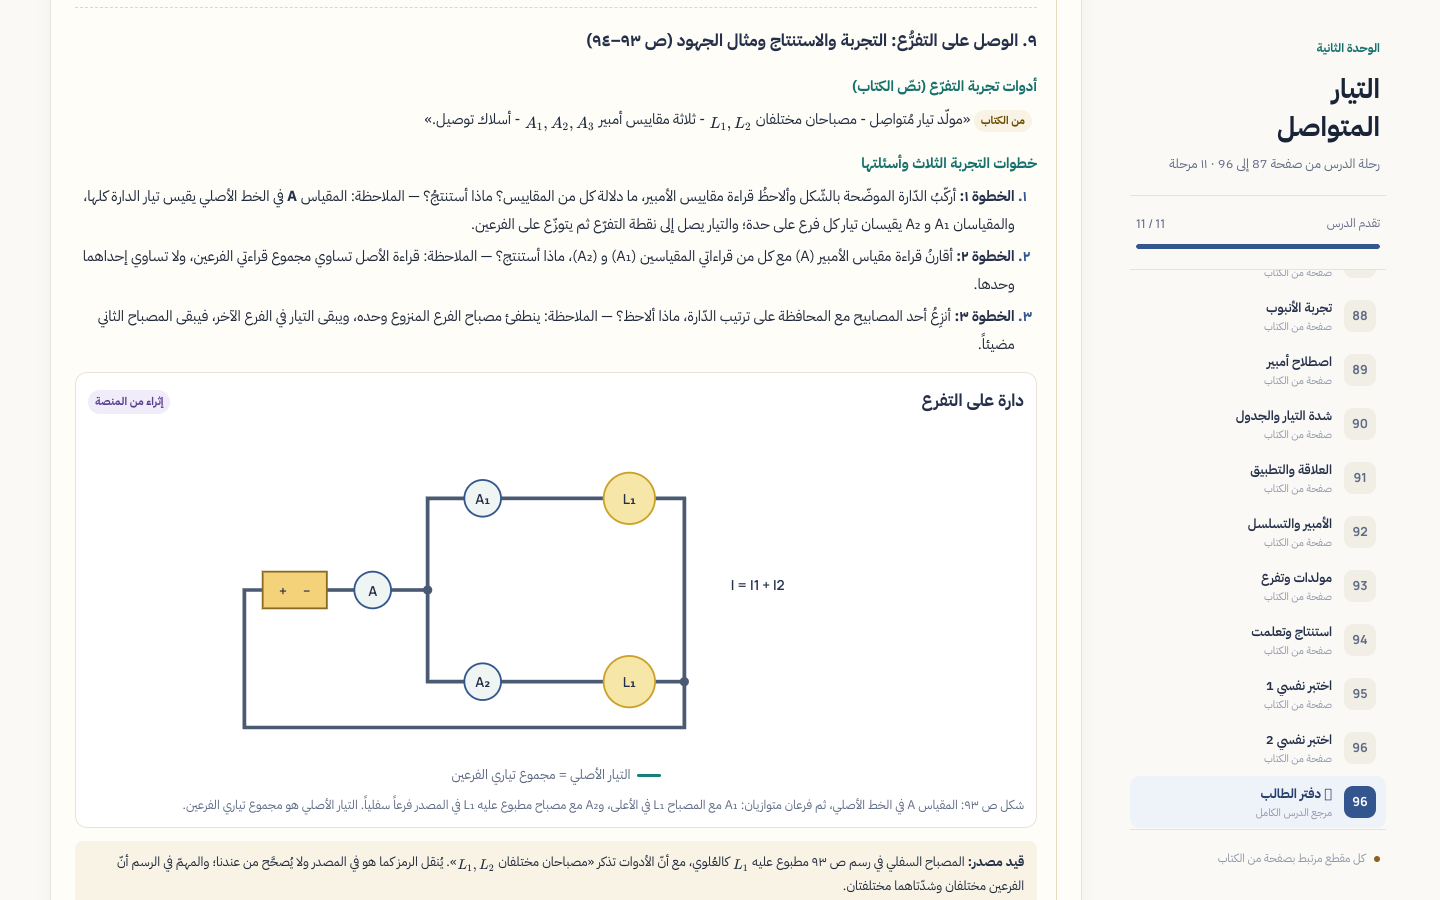 الوحدة الثانية
التيار
المتواصل
رحلة الدرس من صفحة 87 إلى 96 · ١١ مرحلة
تقدم الدرس
11 / 11
صفحة من الكتاب
88
تجربة الأنبوب
صفحة من الكتاب
89
اصطلاح أمبير
صفحة من الكتاب
90
شدة التيار والجدول
صفحة من الكتاب
91
العلاقة والتطبيق
صفحة من الكتاب
92
الأمبير والتسلسل
صفحة من الكتاب
93
مولدات وتفرع
صفحة من الكتاب
94
استنتاج وتعلمت
صفحة من الكتاب
95
اختبر نفسي 1
صفحة من الكتاب
96
اختبر نفسي 2
صفحة من الكتاب
96
دفتر الطالب
مرجع الدرس الكامل
كل مقطع مرتبط بصفحة من الكتاب
٩. الوصل على التفرُّع: التجربة والاستنتاج ومثال الجهود (ص ٩٣–٩٤)
أدوات تجربة التفرّع (نصّ الكتاب)
من الكتاب «مولّد تيار مُتواصِل - مصباحان مختلفان L₁, L₂ - ثلاثة مقاييس أمبير A₁, A₂, A₃ - أسلاك توصيل.»
خطوات التجربة الثلاث وأسئلتها
١. الخطوة ١: أركّبُ الدّارة الموضّحة بالشّكل وألاحظُ قراءة مقاييس الأمبير، ما دلالة كل من المقاييس؟ ماذا أستنتجُ؟ — الملاحظة: المقياس A في الخط الأصلي يقيس تيار الدارة كلها،
والمقياسان A₁ و A₂ يقيسان تيار كل فرع على حدة؛ والتيار يصل إلى نقطة التفرّع ثم يتوزّع على الفرعين.
٢. الخطوة ٢: أقارنُ قراءة مقياس الأمبير (A) مع كل من قراءاتي المقياسين (A₁) و (A₂)، ماذا أستنتج؟ — الملاحظة: قراءة الأصل تساوي مجموع قراءتي الفرعين، ولا تساوي إحداهما
وحدها.
٣. الخطوة ٣: أنزِعُ أحد المصابيح مع المحافظة على ترتيب الدّارة، ماذا ألاحظ؟ — الملاحظة: ينطفئ مصباح الفرع المنزوع وحده، ويبقى التيار في الفرع الآخر، فيبقى المصباح الثاني
مضيئاً.
دارة على التفرع
إثراء من المنصة
A₁
L₁
+ −
A
I = I1 + I2
A₂
L₁
التيار الأصلي = مجموع تياري الفرعين
شكل ص ٩٣: المقياس A في الخط الأصلي، ثم فرعان متوازيان: A₁ مع المصباح L₁ في الأعلى، وA₂ مع مصباح مطبوع عليه L₁ في المصدر فرعاً سفلياً. التيار الأصلي هو مجموع تياري الفرعين.
قيد مصدر: المصباح السفلي في رسم ص ٩٣ مطبوع عليه L₁ كالعُلوي، مع أنّ الأدوات تذكر «مصباحان مختلفان L₁, L₂». يُنقل الرمز كما هو في المصدر ولا يُصحَّح من عندنا؛ والمهمّ في الرسم أنّ
الفرعين مختلفان وشدّتاهما مختلفتان.